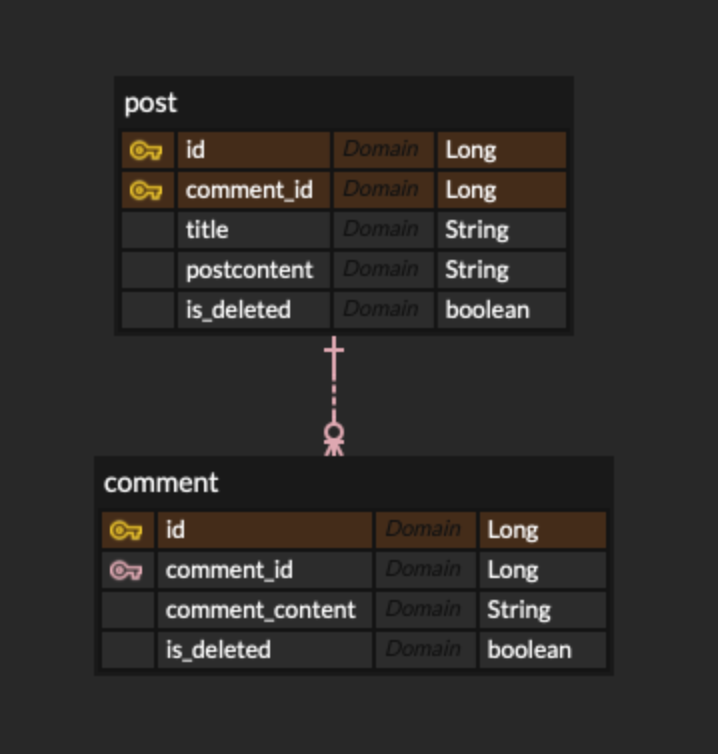 post
id Domain Long
comment_id Domain Long
title Domain String
postcontent Domain String
is_deleted Domain boolean
comment
id Domain Long
comment_id Domain Long
comment_content Domain String
is_deleted Domain boolean